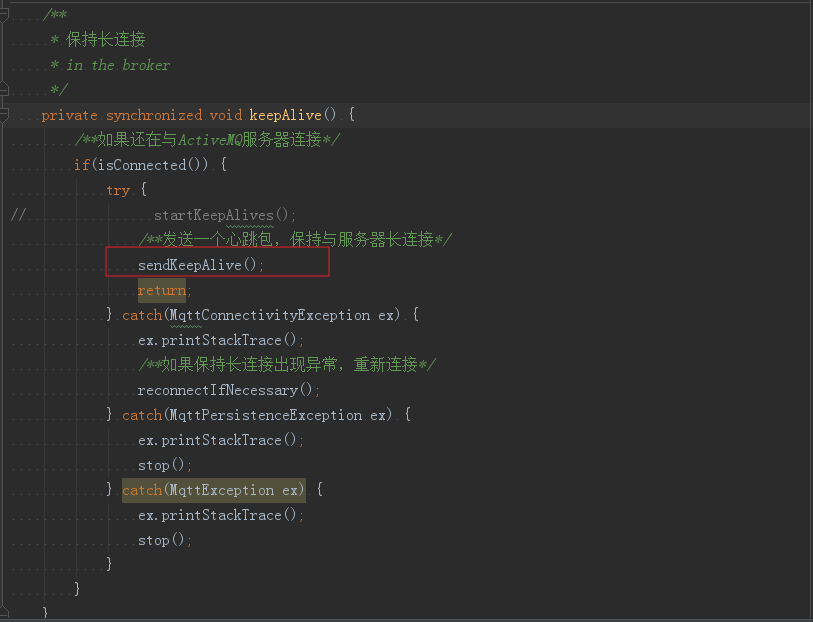 /**
* 保持长连接
* in the broker
*/
private synchronized void keepAlive() {
/**如果还在与ActiveMQ服务器连接*/
if(isConnected()) {
try {
// startKeepAlives();
/**发送一个心跳包，保持与服务器长连接*/
sendKeepAlive();
return;
} catch(MqttConnectivityException ex) {
ex.printStackTrace();
/**如果保持长连接出现异常，重新连接*/
reconnectIfNecessary();
} catch(MqttPersistenceException ex) {
ex.printStackTrace();
stop();
} catch(MqttException ex) {
ex.printStackTrace();
stop();
}
}
}